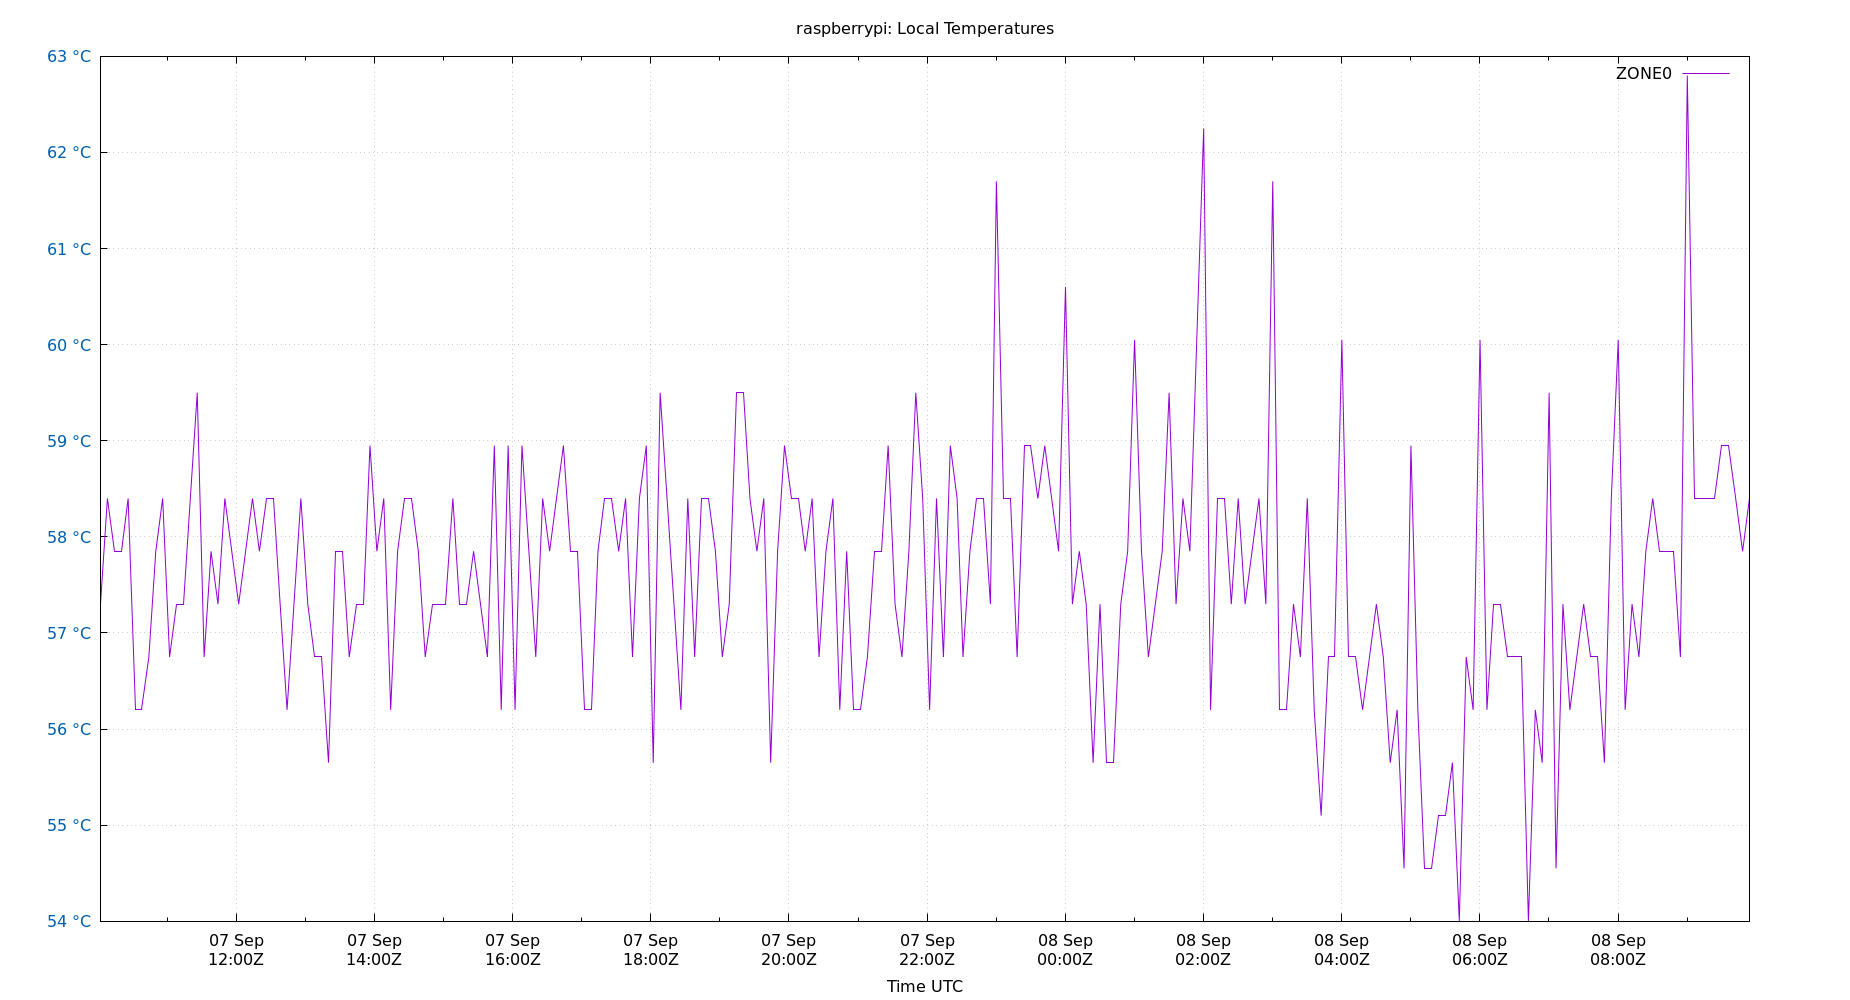 raspberrypi: Local Temperatures
63 °C
ZONE0
62 °C
61 °C
60 °C
59 °C
58 °C
57 °C
56 °C
55 °C
54 °C
07 Sep 07 Sep 07 Sep 07 Sep 07 Sep 07 Sep 08 Sep 08 Sep 08 Sep 08 Sep 08 Sep
12:00Z 14:00Z 16:00Z 18:00Z 20:00Z 22:00Z 00:00Z 02:00Z 04:00Z 06:00Z 08:00Z
Time UTC